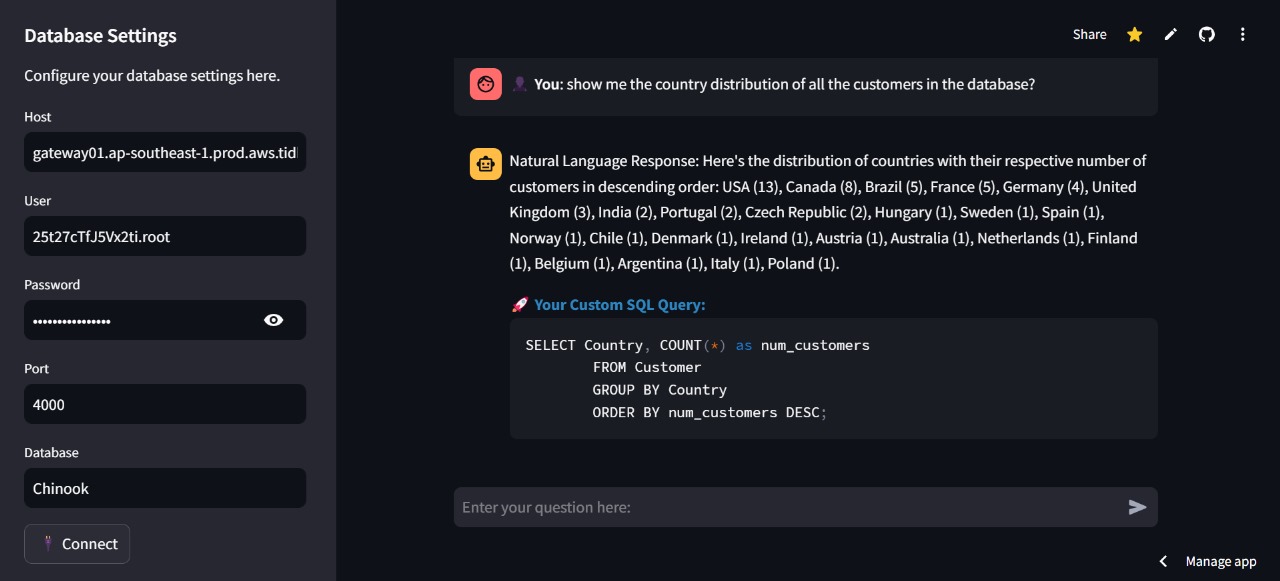 Database Settings
Configure your database settings here.
Host
gateway01.ap-southeast-1.prod.aws.tid
User
25t27cTfJ5Vx2ti.root
Password
••••••••••••••••
Port
4000
Database
Chinook
Connect
Share
You: show me the country distribution of all the customers in the database?
Natural Language Response: Here's the distribution of countries with their respective number of
customers in descending order: USA (13), Canada (8), Brazil (5), France (5), Germany (4), United
Kingdom (3), India (2), Portugal (2), Czech Republic (2), Hungary (1), Sweden (1), Spain (1),
Norway (1), Chile (1), Denmark (1), Ireland (1), Austria (1), Australia (1), Netherlands (1), Finland
(1), Belgium (1), Argentina (1), Italy (1), Poland (1).
🚀 Your Custom SQL Query:
SELECT Country, COUNT(*) as num_customers
FROM Customer
GROUP BY Country
ORDER BY num_customers DESC;
Enter your question here:
Manage app